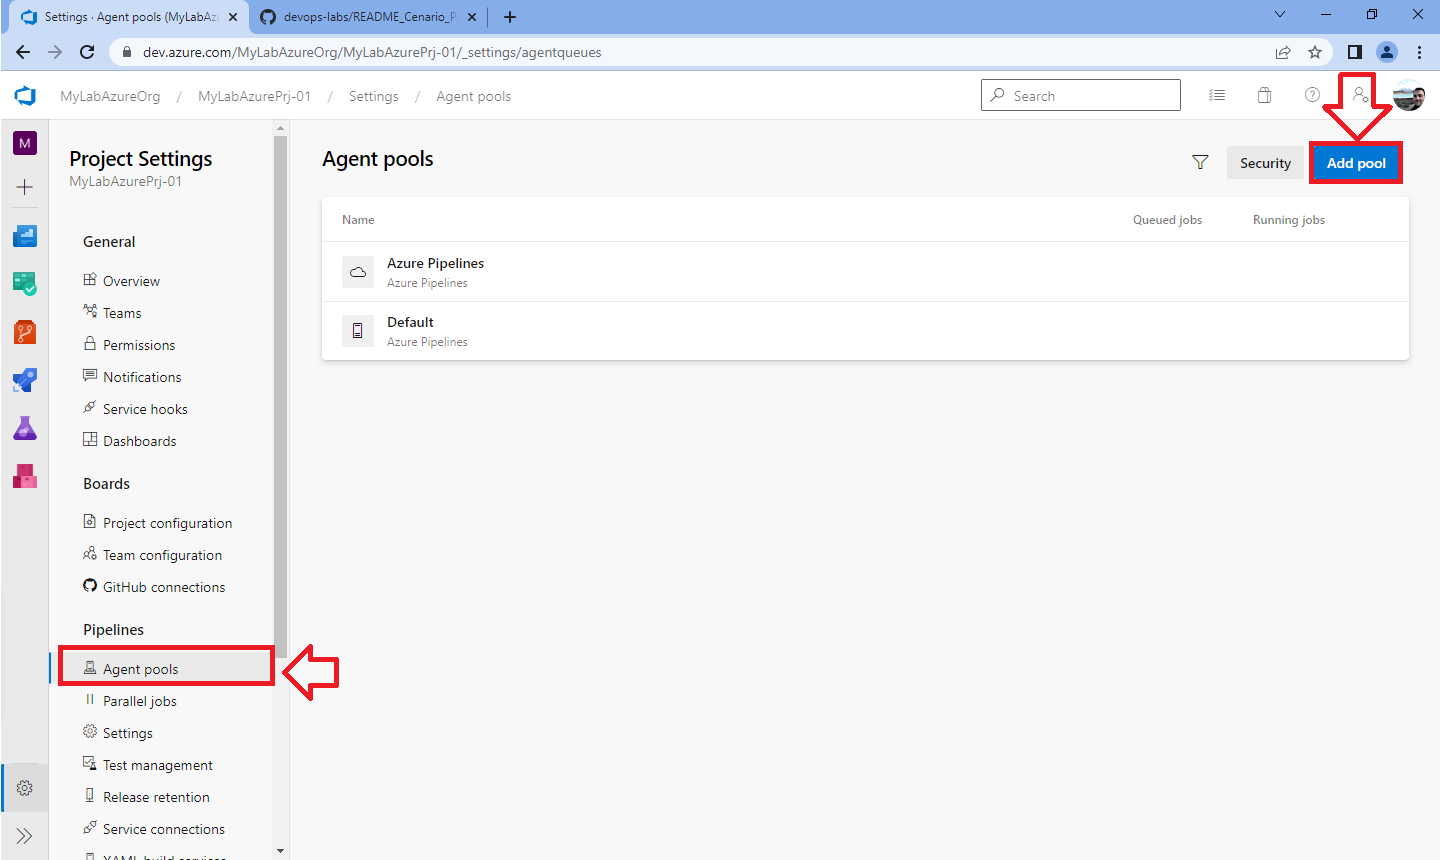 Settings · Agent pools (MyLabAz
devops-labs/README_Cenario_P
dev.azure.com/MyLabAzureOrg/MyLabAzurePrj-01/_settings/agentqueues
MyLabAzureOrg / MyLabAzurePrj-01 / Settings / Agent pools
Search
M
Project Settings
MyLabAzurePrj-01
General
Overview
Teams
Permissions
Notifications
Service hooks
Dashboards
Boards
Project configuration
Team configuration
GitHub connections
Pipelines
Agent pools
Parallel jobs
Settings
Test management
Release retention
Service connections
XAML build services
Agent pools
Security
Add pool
Name Queued jobs Running jobs
Azure Pipelines
Azure Pipelines
Default
Azure Pipelines